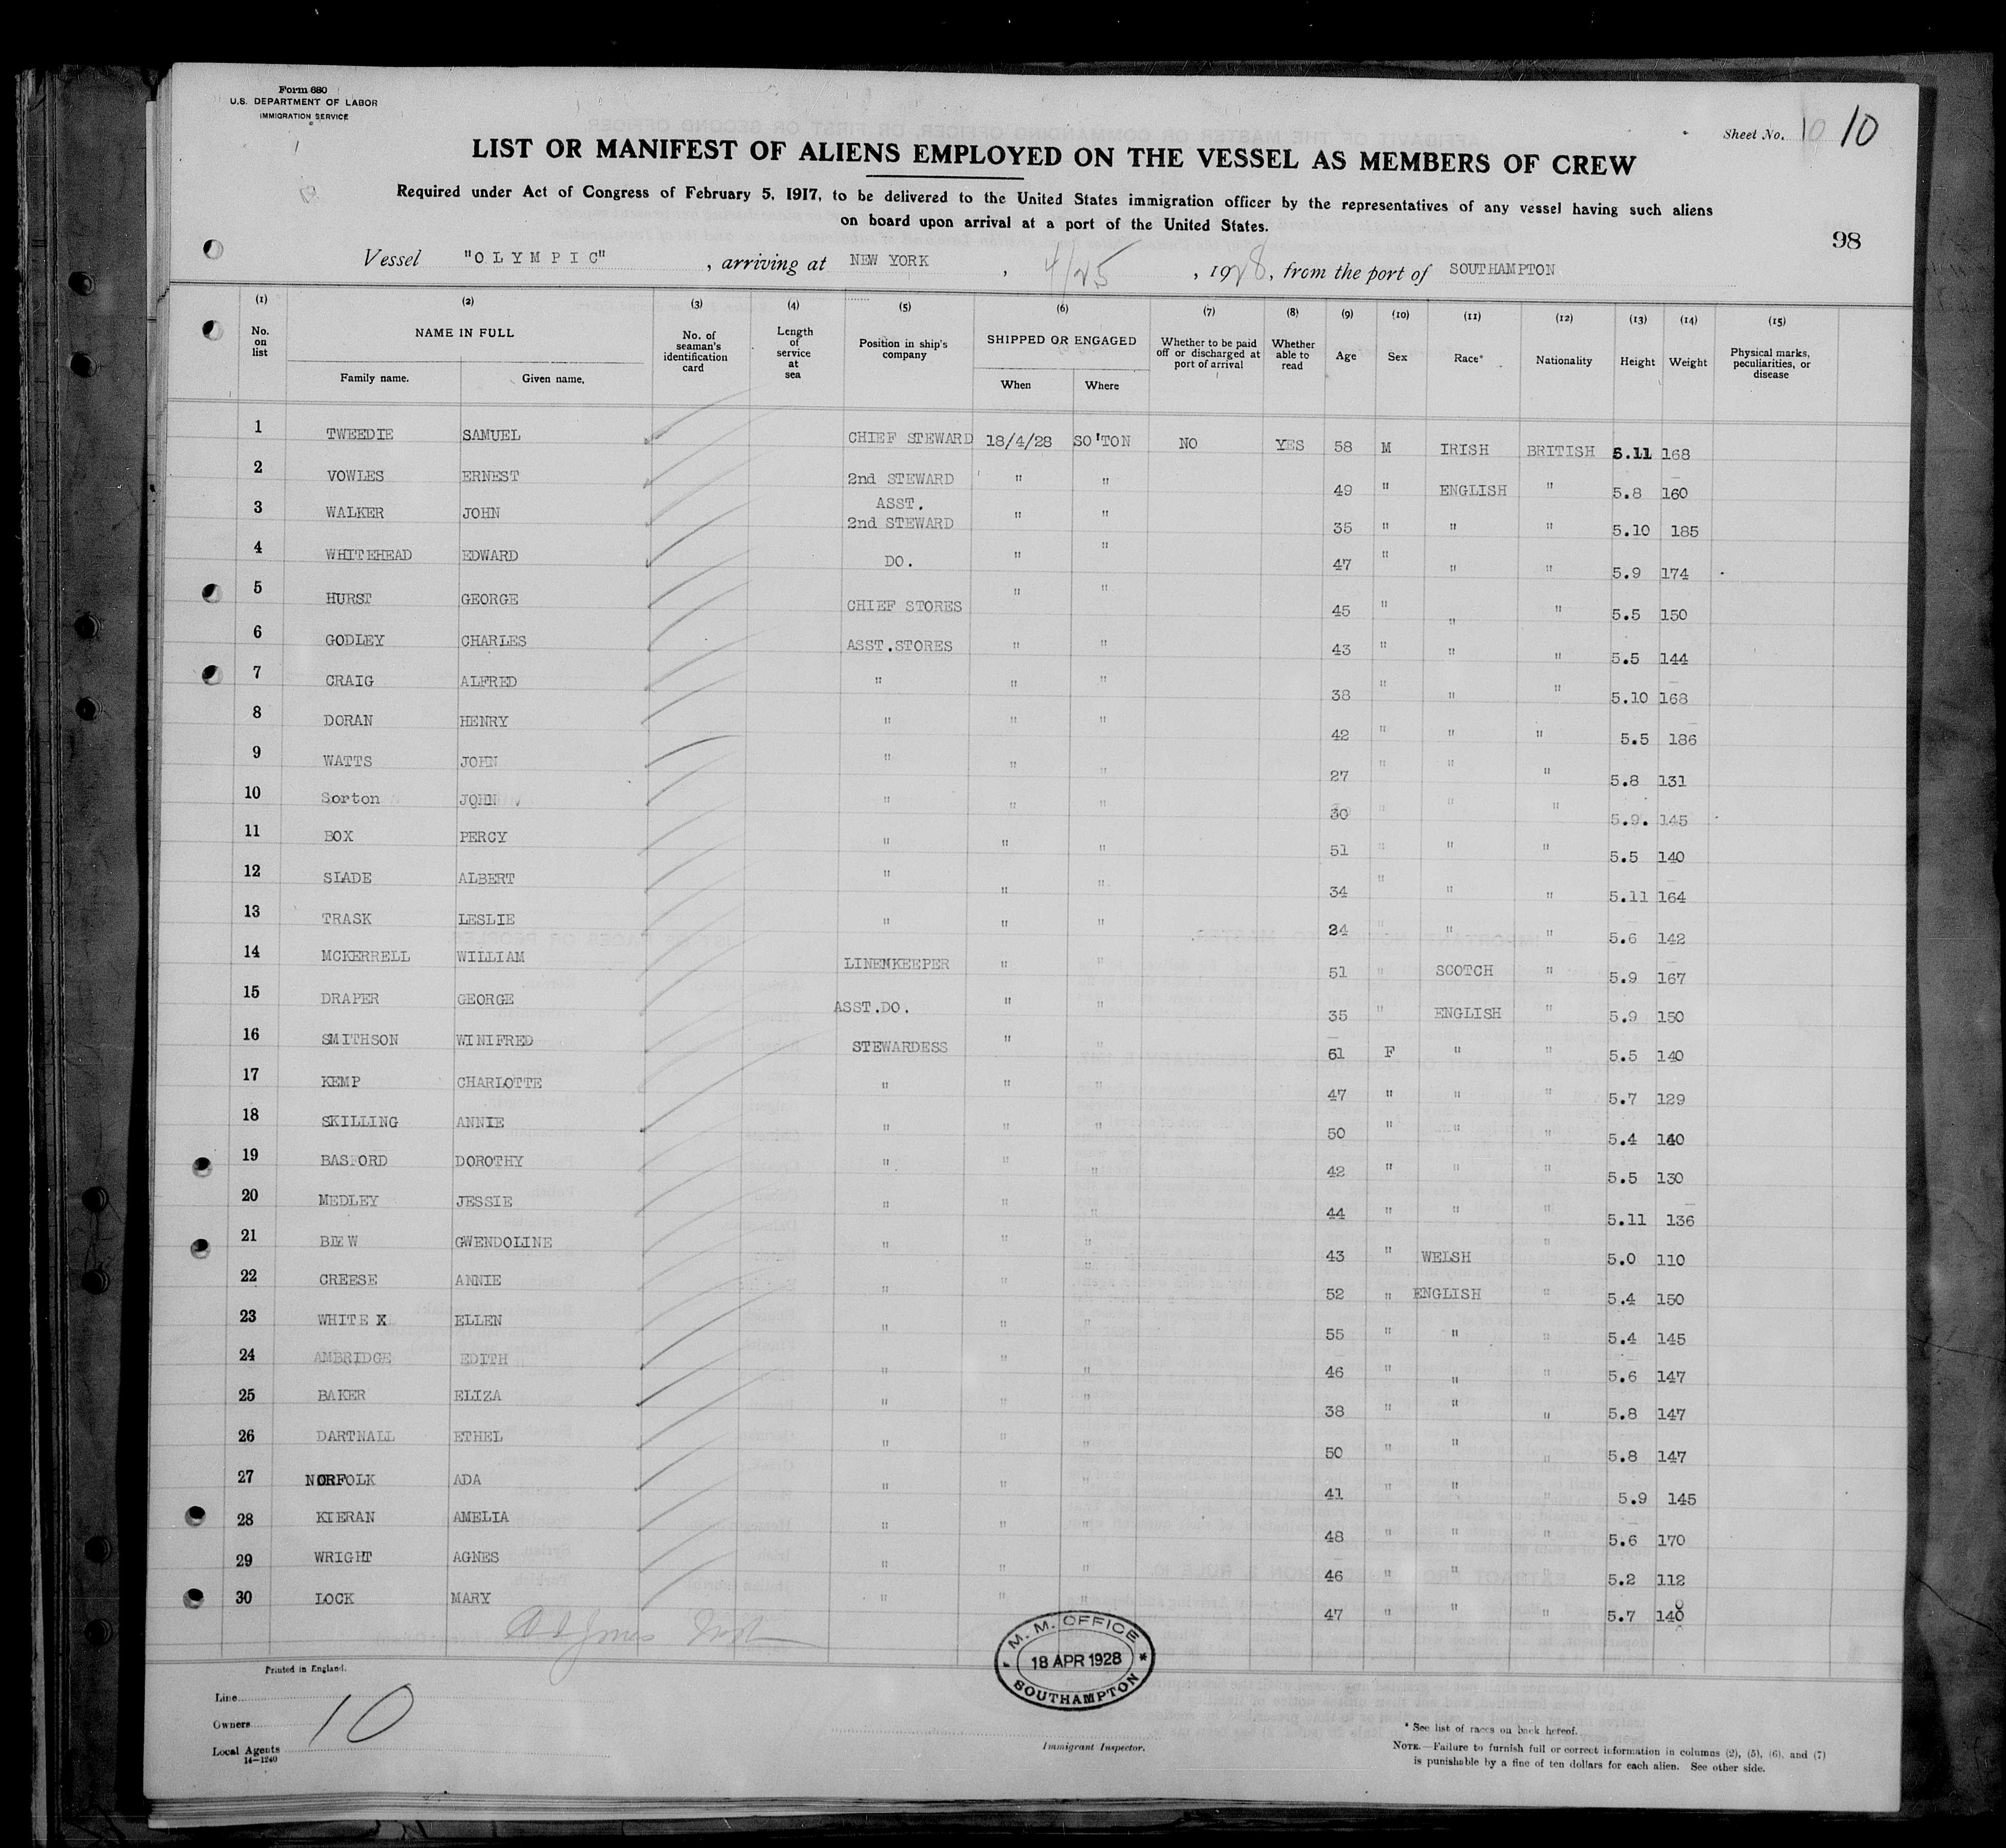 Form 680
U.S. DEPARTMENT OF LABOR
IMMIGRATION SERVICE
Sheet No. 10 10
LIST OR MANIFEST OF ALIENS EMPLOYED ON THE VESSEL AS MEMBERS OF CREW
Required under Act of Congress of February 5, 1917, to be delivered to the United States immigration officer by the representatives of any vessel having such aliens
on board upon arrival at a port of the United States.
98
Vessel "OLYMPIC", arriving at NEW YORK, 4/25, 1928, from the port of SOUTHAMPTON
(1) (2) (3) (4) (5) (6) (7) (8) (9) (10) (11) (12) (13) (14) (15)
No. on list NAME IN FULL Family name. Given name. No. of seaman's identification card Length of service at sea Position in ship's company SHIPPED OR ENGAGED When Where Whether to be paid off or discharged at port of arrival Whether able to read Age Sex Race* Nationality Height Weight Physical marks, peculiarities, or disease
1 TWEEDIE SAMUEL CHIEF STEWARD 18/4/28 SO'TON NO YES 58 M IRISH BRITISH 5.11 168
2 VOWLES ERNEST 2nd STEWARD " " 49 " ENGLISH " 5.8 160
3 WALKER JOHN ASST. 2nd STEWARD " " 35 " " " 5.10 185
4 WHITEHEAD EDWARD DO. " " 47 " " " 5.9 174
5 HURST GEORGE CHIEF STORES " " 45 " " " 5.5 150
6 GODLEY CHARLES ASST.STORES " " 43 " " " 5.5 144
7 CRAIG ALFRED " " " 38 " " " 5.10 168
8 DORAN HENRY " " " 42 " " " 5.5 186
9 WATTS JOHN " " " 27 " " " 5.8 131
10 Sorton JOHN " " " 30 " " " 5.9. 145
11 BOX PERCY " " " 51 " " " 5.5 140
12 SLADE ALBERT " " " 34 " " " 5.11 164
13 TRASK LESLIE " " " 24 " " " 5.6 142
14 MCKERRELL WILLIAM LINENKEEPER " " 51 " SCOTCH " 5.9 167
15 DRAPER GEORGE ASST.DO. " " 35 " ENGLISH " 5.9 150
16 SMITHSON WINIFRED STEWARDESS " " 61 F " " 5.5 140
17 KEMP CHARLOTTE " " " 47 " " " 5.7 129
18 SKILLING ANNIE " " " 50 " " " 5.4 140
19 BASFORD DOROTHY " " " 42 " " " 5.5 130
20 MEDLEY JESSIE " " " 44 " " " 5.11 136
21 BLEW GWENDOLINE " " " 43 " WELSH " 5.0 110
22 CREESE ANNIE " " " 52 " ENGLISH " 5.4 150
23 WHITE X ELLEN " " " 55 " " " 5.4 145
24 AMBRIDGE EDITH " " " 46 " " " 5.6 147
25 BAKER ELIZA " " " 38 " " " 5.8 147
26 DARTNALL ETHEL " " " 50 " " " 5.8 147
27 NORFOLK ADA " " " 41 " " " 5.9 145
28 KIERAN AMELIA " " " 48 " " " 5.6 170
29 WRIGHT AGNES " " " 46 " " " 5.2 112
30 LOCK MARY " " " 47 " " " 5.7 140
M. M. OFFICE
18 APR 1928
SOUTHAMPTON
Printed in England.
Line
Owners
10
Local Agents
14—1240
Immigrant Inspector.
* See list of races on back hereof.
NOTE.—Failure to furnish full or correct information in columns (2), (5), (6), and (7)
is punishable by a fine of ten dollars for each alien. See other side.